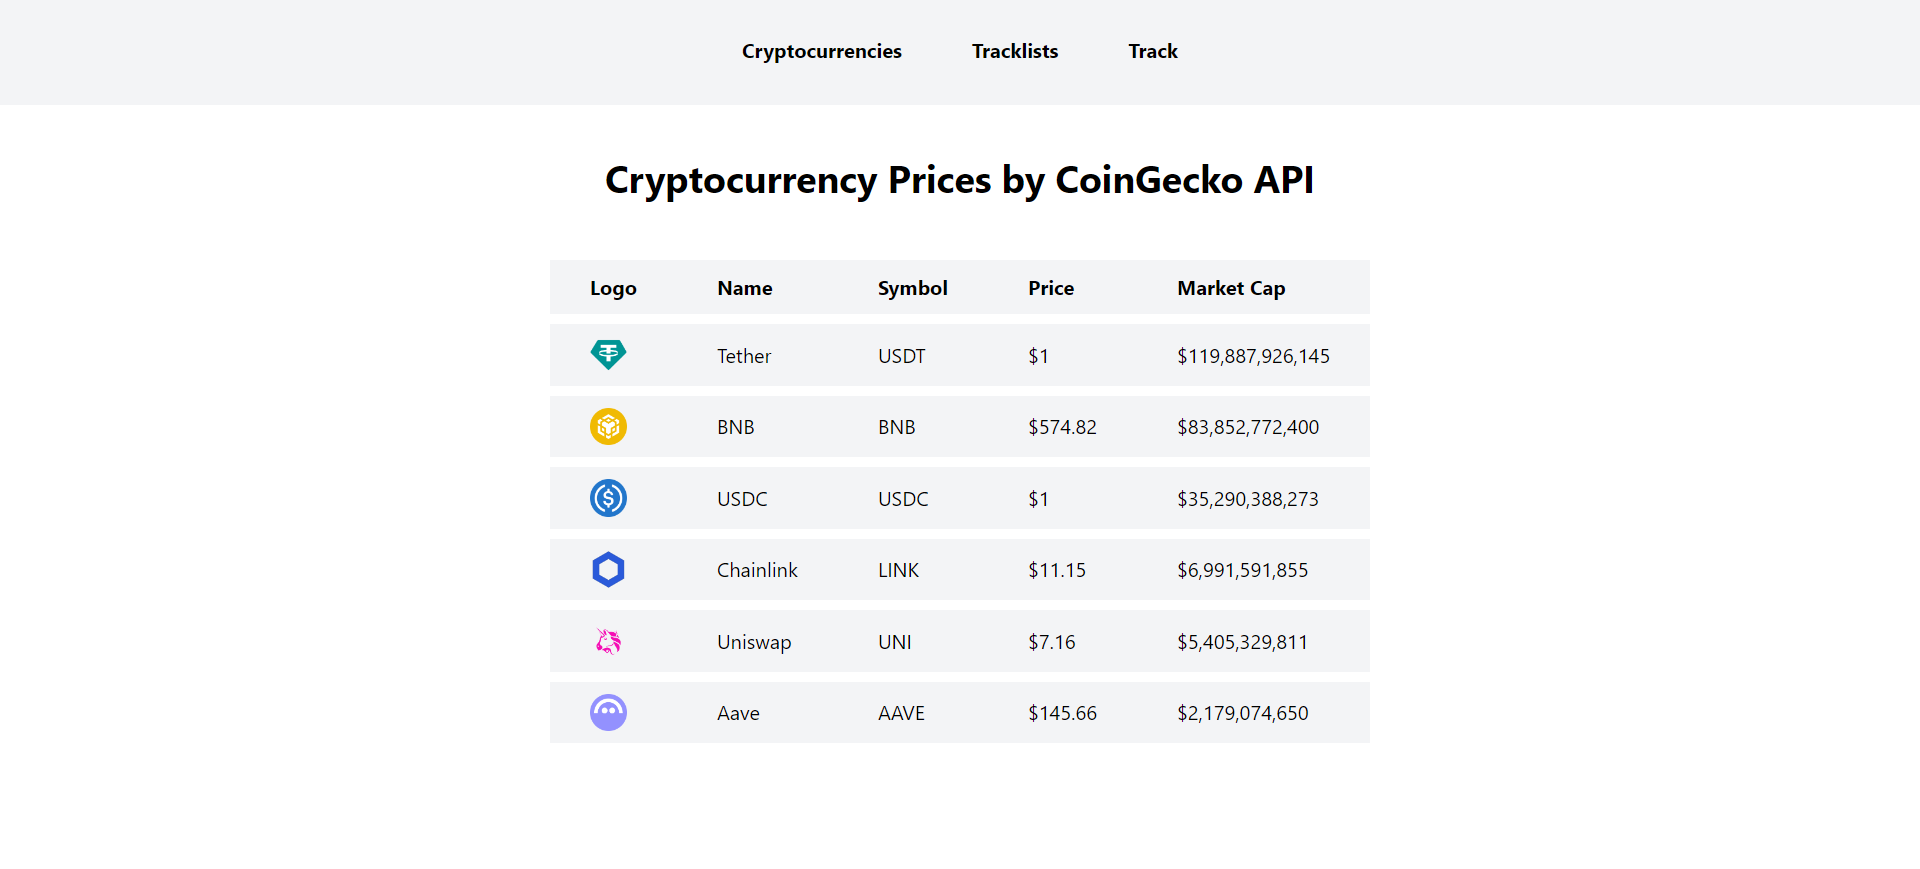 Cryptocurrencies Tracklists Track
Cryptocurrency Prices by CoinGecko API
Logo Name Symbol Price Market Cap
Tether USDT $1 $119,887,926,145
BNB BNB $574.82 $83,852,772,400
USDC USDC $1 $35,290,388,273
Chainlink LINK $11.15 $6,991,591,855
Uniswap UNI $7.16 $5,405,329,811
Aave AAVE $145.66 $2,179,074,650